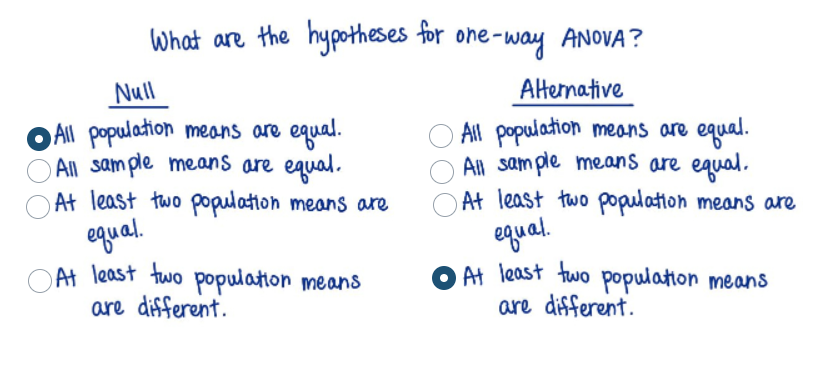 What are the hypotheses for one-way ANOVA?
Null
All population means are equal.
All sample means are equal.
At least two population means are
equal.
At least two population means
are different.
Alternative
All population means are equal.
All sample means are equal.
At least two population means are
equal.
At least two population means
are different.